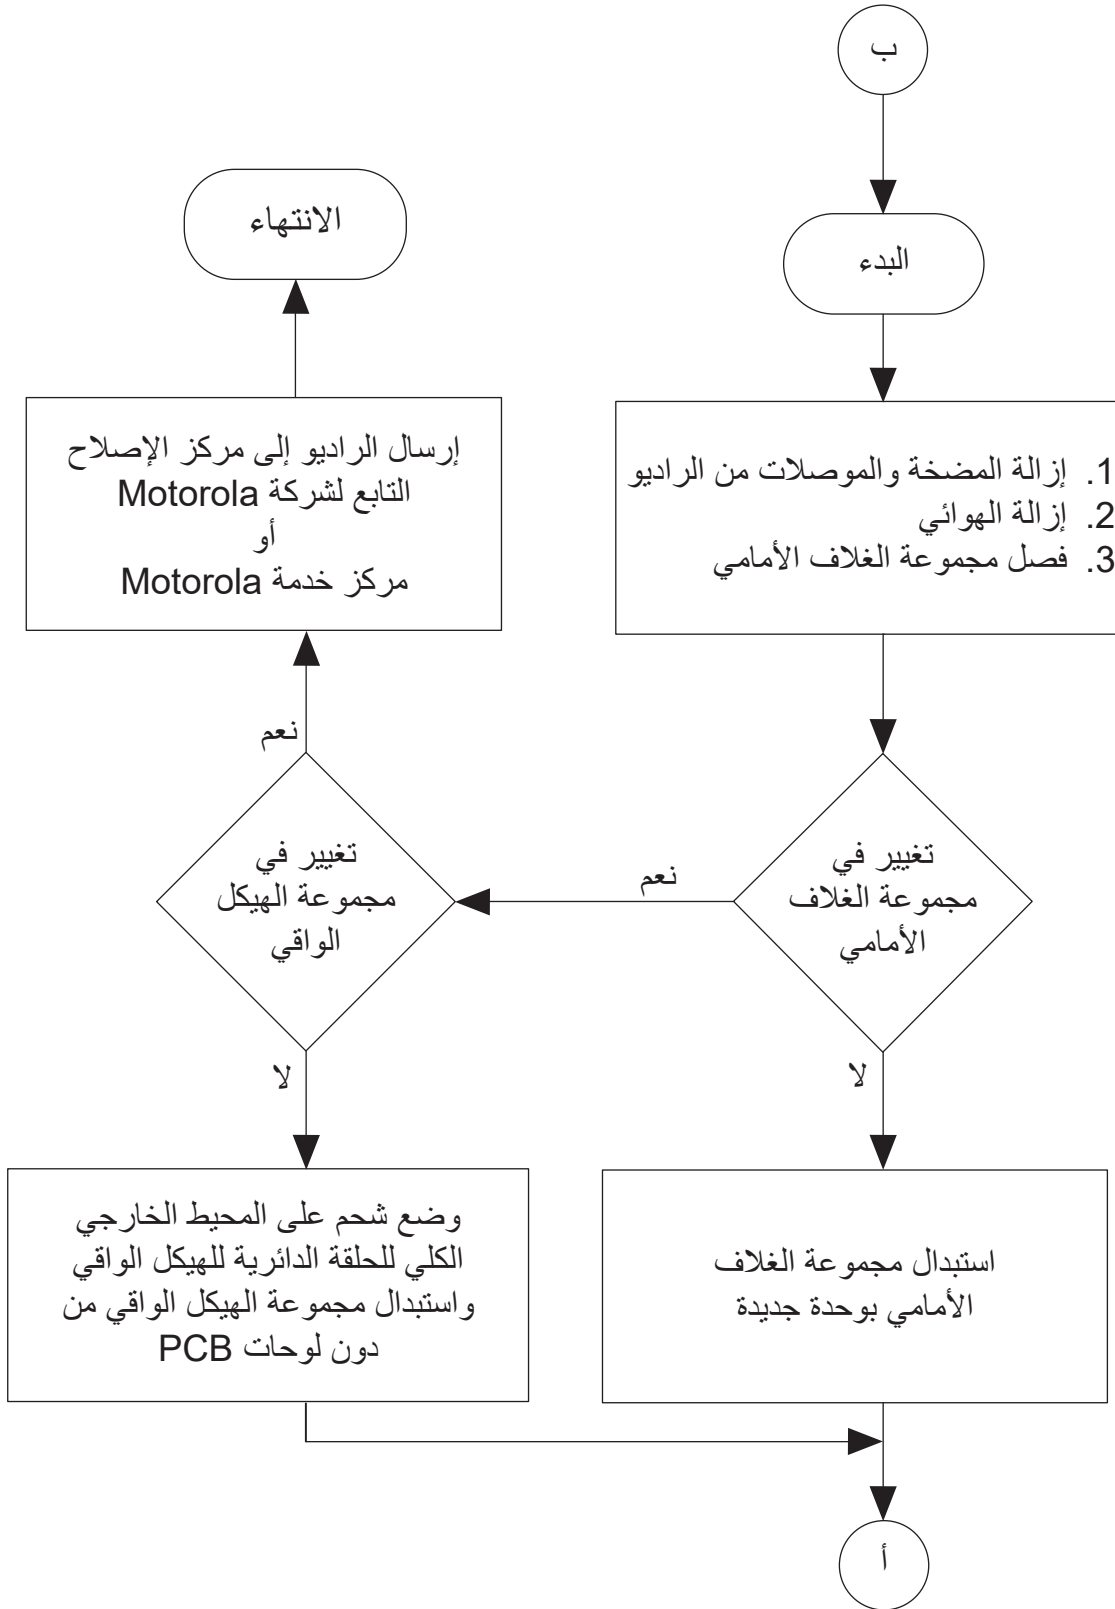 ب
البدء
1. إزالة المضخة والموصلات من الراديو
2. إزالة الهوائي
3. فصل مجموعة الغلاف الأمامي
تغيير في
مجموعة الغلاف
الأمامي
نعم
لا
استبدال مجموعة الغلاف
الأمامي بوحدة جديدة
أ
تغيير في
مجموعة الهيكل
الواقي
نعم
لا
إرسال الراديو إلى مركز الإصلاح
التابع لشركة Motorola
أو
مركز خدمة Motorola
الانتهاء
وضع شحم على المحيط الخارجي
الكلي للحلقة الدائرية للهيكل الواقي
واستبدال مجموعة الهيكل الواقي من
دون لوحات PCB